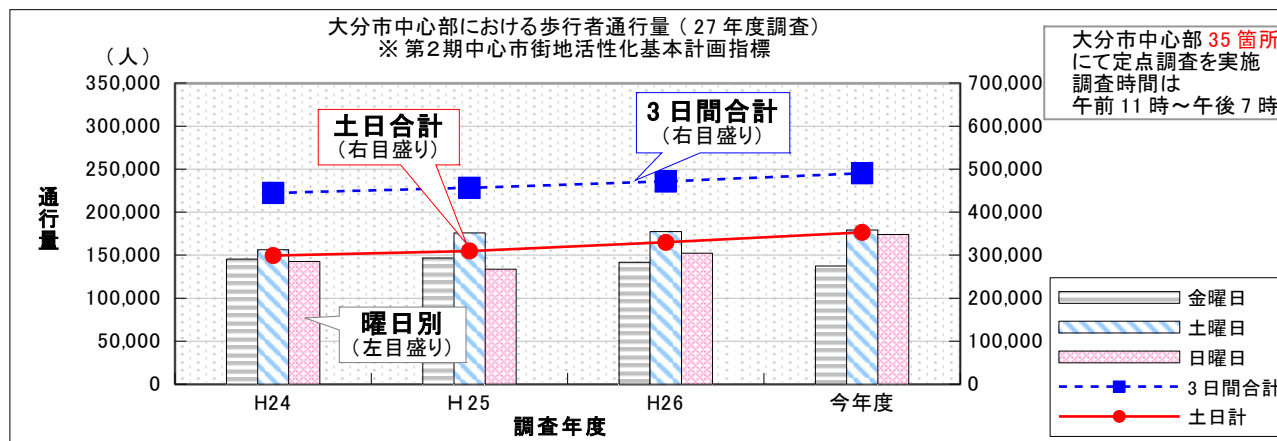 大分市中心部における歩行者通行量(27年度調査)
※ 第2期中心市街地活性化基本計画指標
(人)
大分市中心部 35 箇所
にて定点調査を実施
調査時間は
午前 11 時～午後 7 時
350,000
300,000
250,000
200,000
150,000
100,000
50,000
0
通行量
700,000
600,000
500,000
400,000
300,000
200,000
100,000
0
土日合計
(右目盛り)
3 日間合計
(右目盛り)
曜日別
(左目盛り)
H24
H25
H26
今年度
調査年度
金曜日
土曜日
日曜日
3 日間合計
土日計